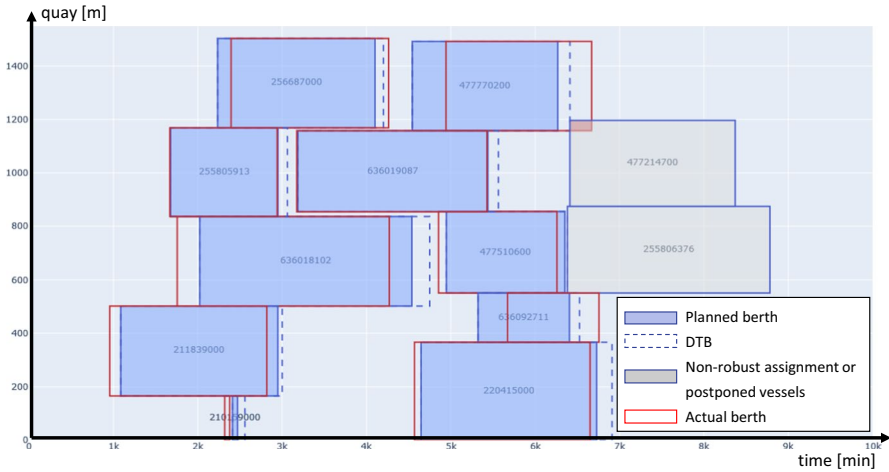 quay [m]
1400
1200
1000
800
600
400
200
0
256687000
477770200
477214700
255805913
636019087
477510600
255806376
636018102
636092711
211839000
220415000
0
1k
2k
3k
4k
5k
6k
7k
8k
9k
10k
time [min]
Planned berth
DTB
Non-robust assignment or
postponed vessels
Actual berth